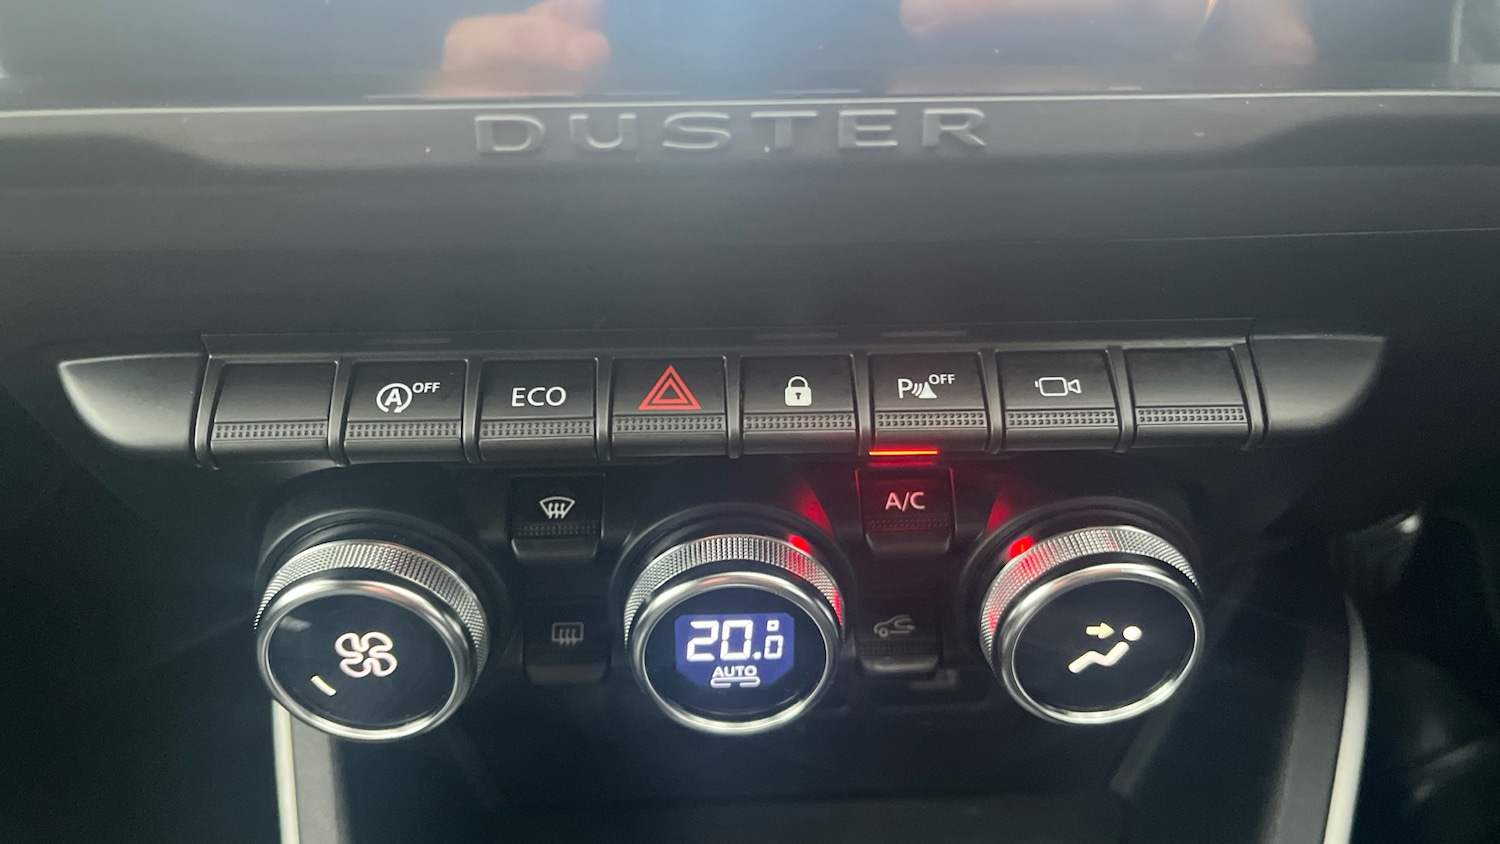 DUSTER
A OFF
ECO
P OFF
A/C
20.0
AUTO